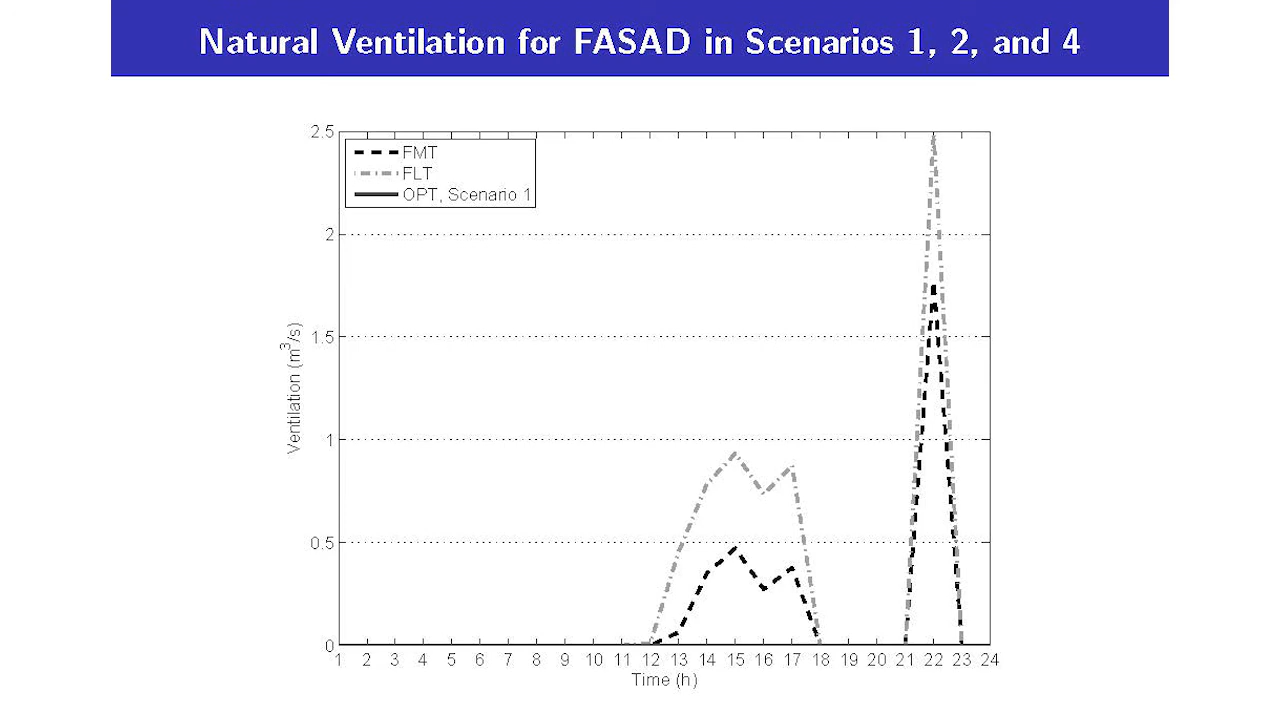 Natural Ventilation for FASAD in Scenarios 1, 2, and 4
2.5
2
1.5
1
0.5
0
Ventilation (m³/s)
FMT
FLT
OPT, Scenario 1
1 2 3 4 5 6 7 8 9 10 11 12 13 14 15 16 17 18 19 20 21 22 23 24
Time (h)